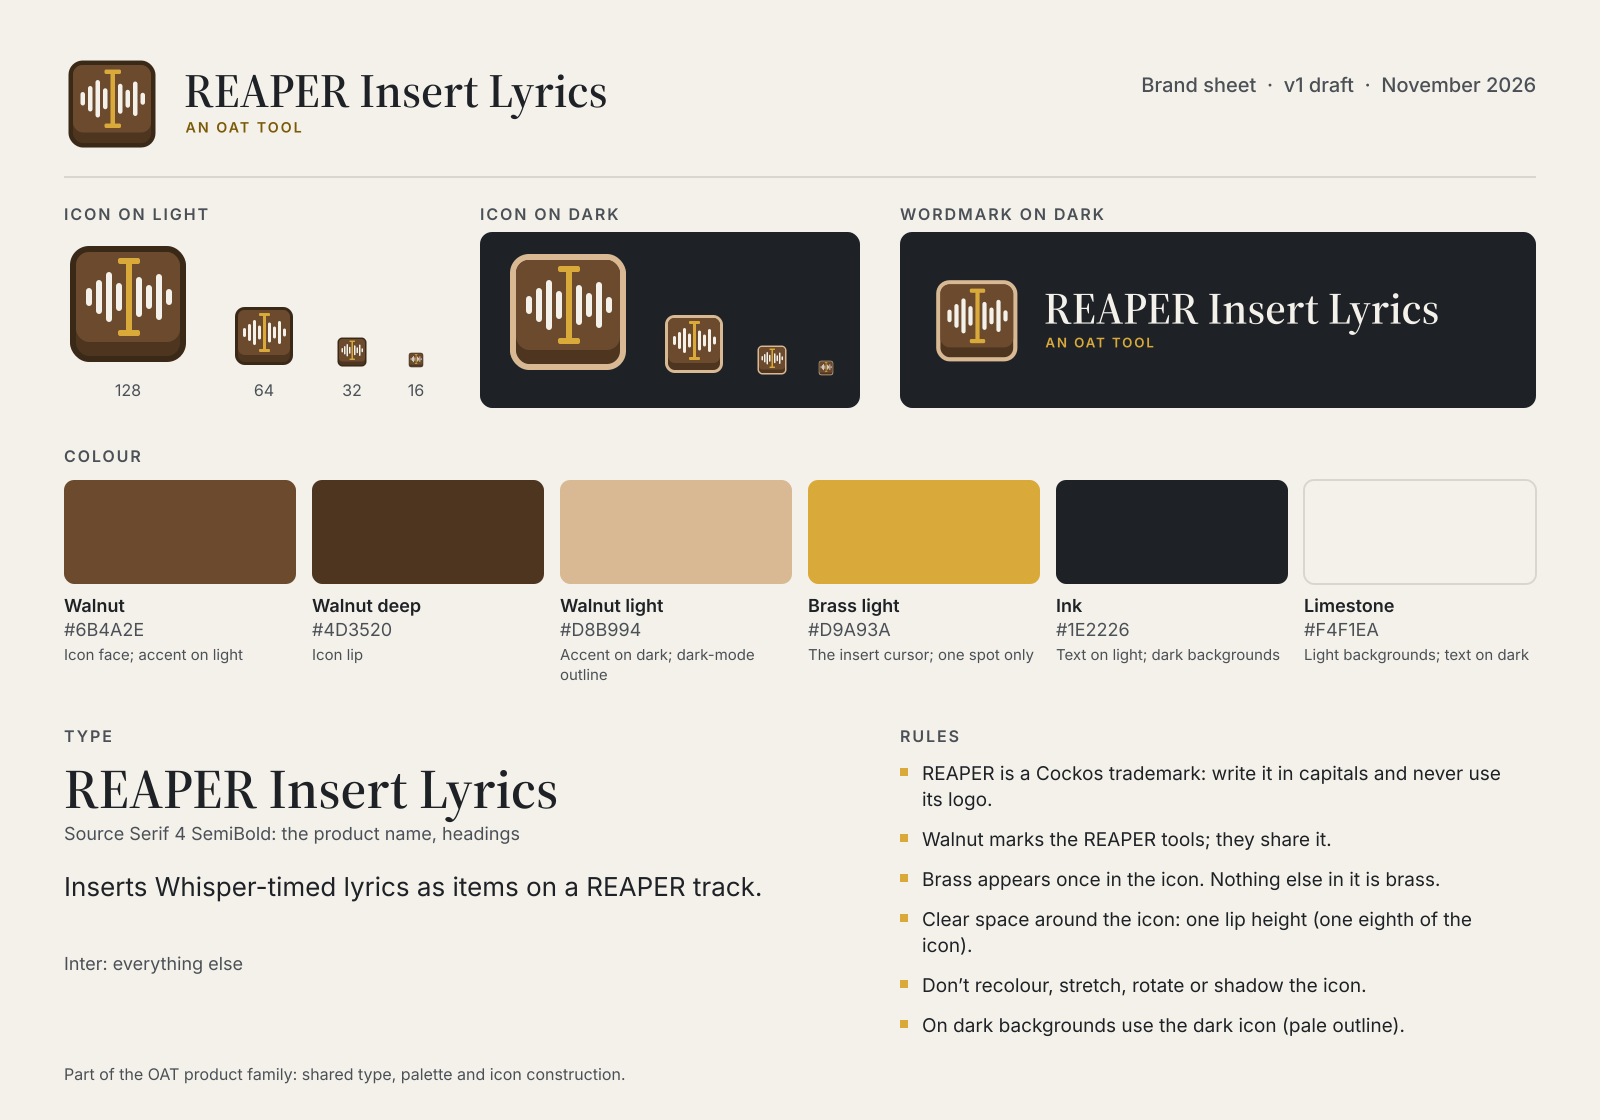 REAPER Insert Lyrics
AN OAT TOOL
Brand sheet · v1 draft · November 2026
ICON ON LIGHT
128
64
32
16
ICON ON DARK
WORDMARK ON DARK
REAPER Insert Lyrics
AN OAT TOOL
COLOUR
Walnut
#6B4A2E
Icon face; accent on light
Walnut deep
#4D3520
Icon lip
Walnut light
#D8B994
Accent on dark; dark-mode
outline
Brass light
#D9A93A
The insert cursor; one spot only
Ink
#1E2226
Text on light; dark backgrounds
Limestone
#F4F1EA
Light backgrounds; text on dark
TYPE
REAPER Insert Lyrics
Source Serif 4 SemiBold: the product name, headings
Inserts Whisper-timed lyrics as items on a REAPER track.
Inter: everything else
RULES
REAPER is a Cockos trademark: write it in capitals and never use
its logo.
Walnut marks the REAPER tools; they share it.
Brass appears once in the icon. Nothing else in it is brass.
Clear space around the icon: one lip height (one eighth of the
icon).
Don’t recolour, stretch, rotate or shadow the icon.
On dark backgrounds use the dark icon (pale outline).
Part of the OAT product family: shared type, palette and icon construction.